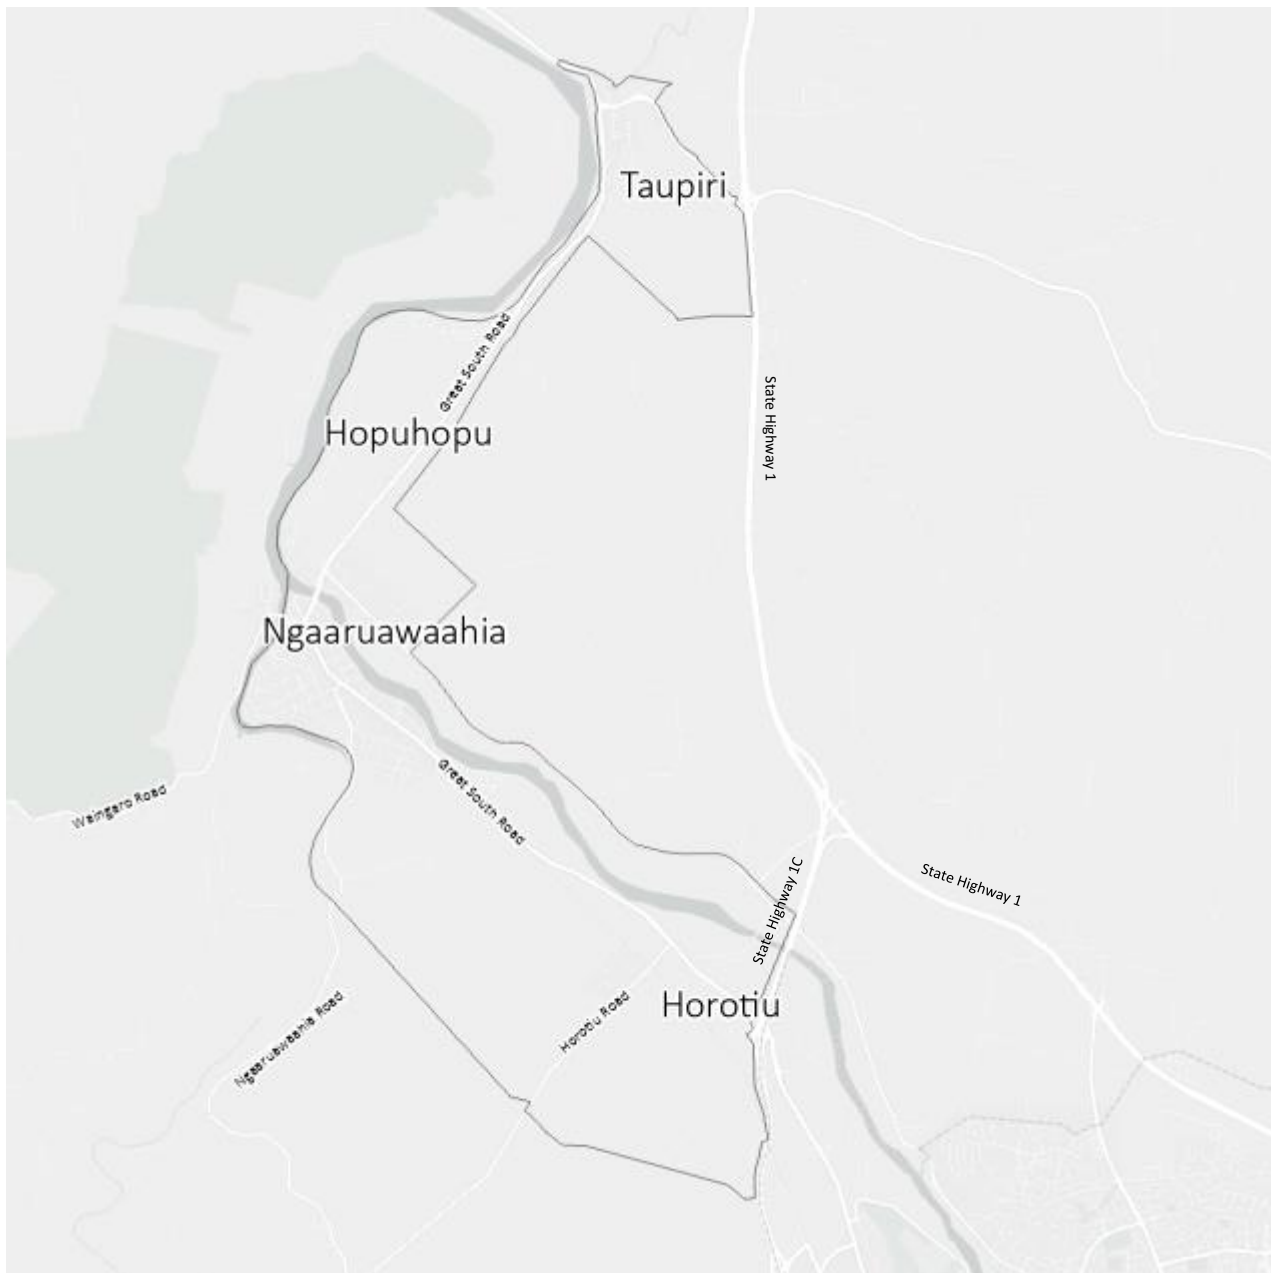 Taupiri
Great South Road
State Highway 1
Hopuhopu
Ngaaruawaahia
Waingaro Road
Great South Road
State Highway 1C
State Highway 1
Horotiu
Horotiu Road
Ngaaruawaahia Road